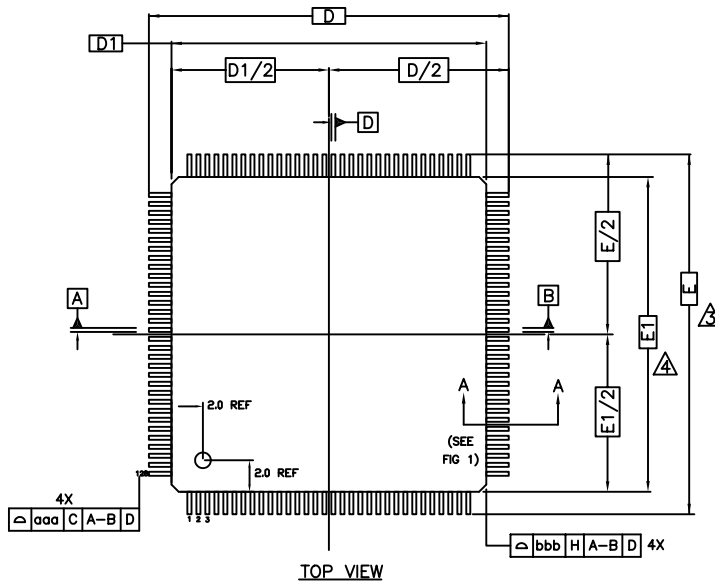 D
D1
D1/2
D/2
D
A
B
E/2
E
3
E1
4
A A
E1/2
2.0 REF
(SEE
FIG 1)
2.0 REF
4X
aaa C A-B D
1 2 3
bbb H A-B D 4X
TOP VIEW